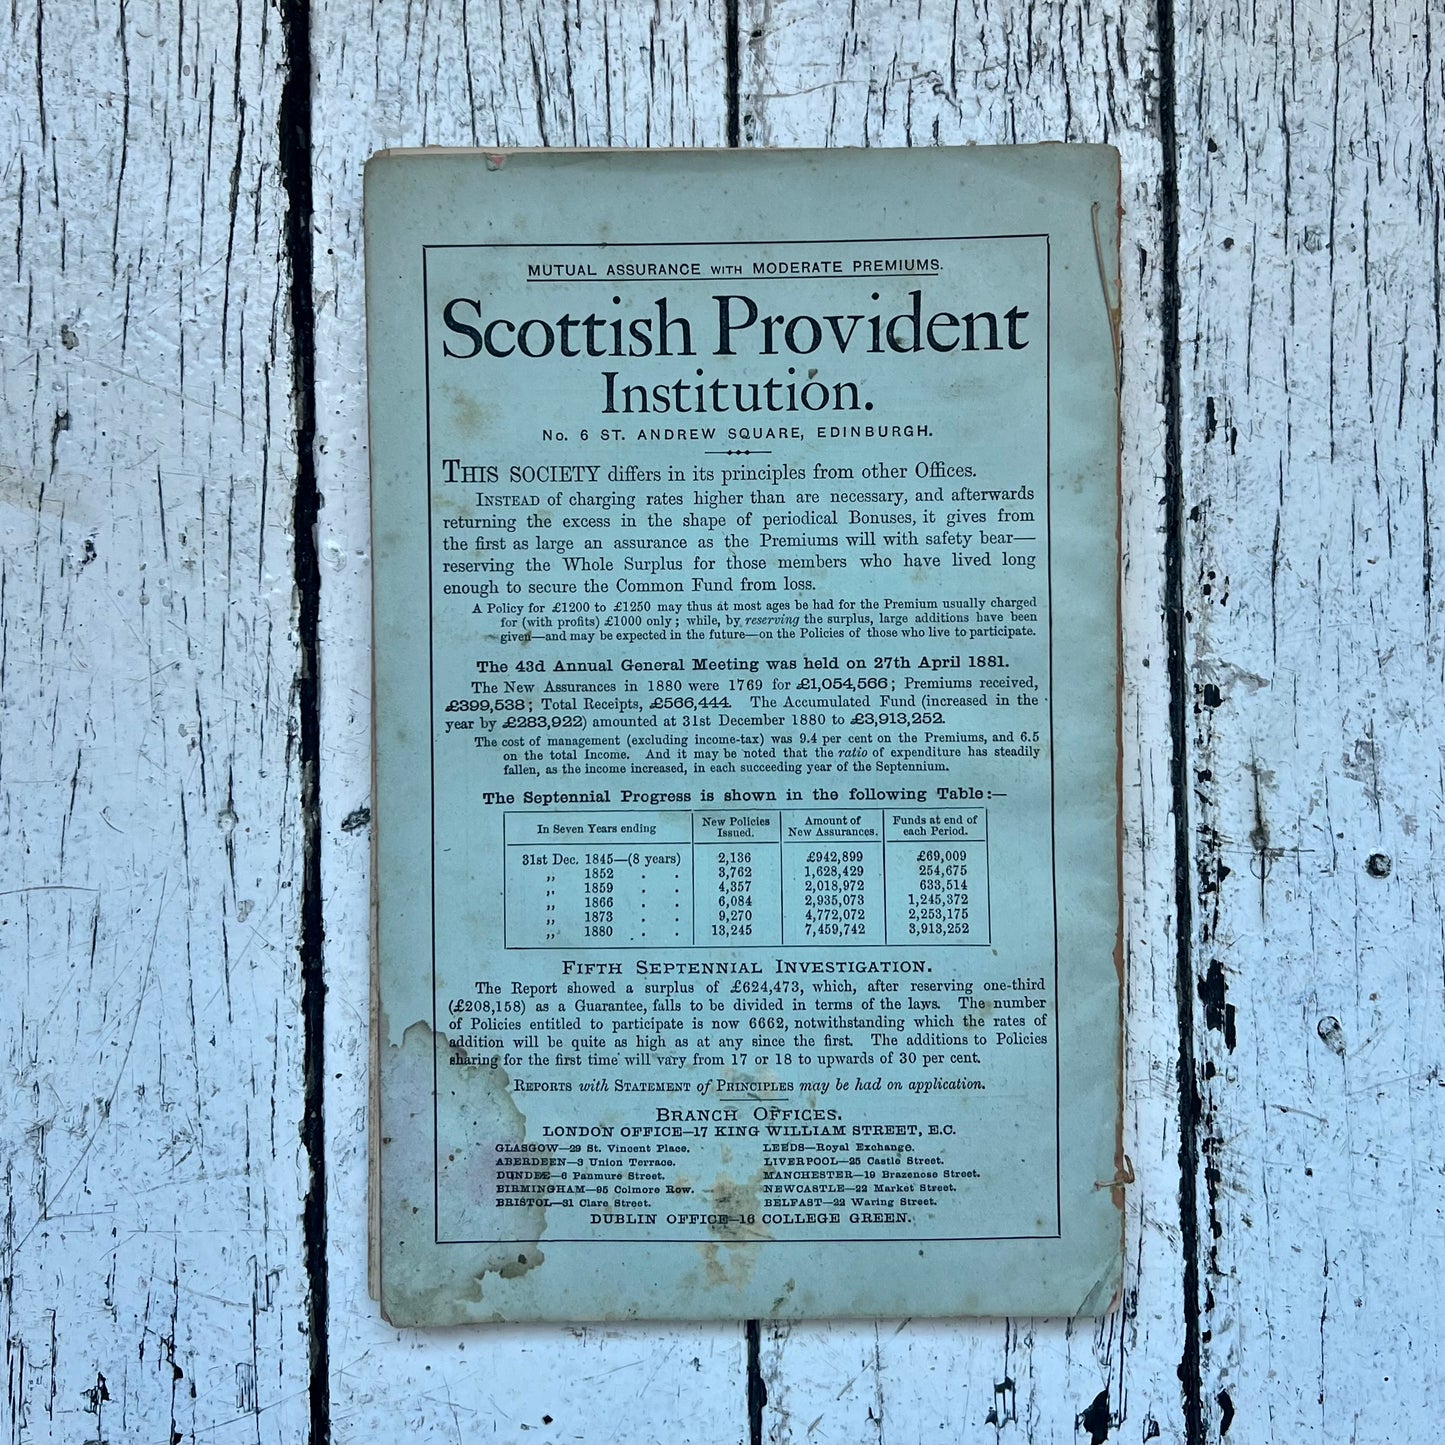 MUTUAL ASSURANCE WITH MODERATE PREMIUMS.
Scottish Provident
Institution.
No. 6 ST. ANDREW SQUARE, EDINBURGH.
THIS SOCIETY differs in its principles from other Offices.
INSTEAD of charging rates higher than are necessary, and afterwards
returning the excess in the shape of periodical Bonuses, it gives from
the first as large an assurance as the Premiums will with safety bear—
reserving the Whole Surplus for those members who have lived long
enough to secure the Common Fund from loss.
A Policy for £1200 to £1250 may thus at most ages be had for the Premium usually charged
for (with profits) £1000 only; while, by reserving the surplus, large additions have been
given—and may be expected in the future—on the Policies of those who live to participate.
The 43d Annual General Meeting was held on 27th April 1881.
The New Assurances in 1880 were 1769 for £1,054,566; Premiums received,
£399,538; Total Receipts, £566,444. The Accumulated Fund (increased in the
year by £283,922) amounted at 31st December 1880 to £3,913,252.
The cost of management (excluding income-tax) was 9.4 per cent on the Premiums, and 6.5
on the total Income. And it may be noted that the ratio of expenditure has steadily
fallen, as the income increased, in each succeeding year of the Septennium.
The Septennial Progress is shown in the following Table:—
In Seven Years ending | New Policies Issued. | Amount of New Assurances. | Funds at end of each Period.
31st Dec. 1845—(8 years) 2,136 £942,899 £69,009
,, 1852 . . 3,762 1,628,429 254,675
,, 1859 . . 4,357 2,018,972 633,514
,, 1866 . . 6,084 2,935,073 1,245,372
,, 1873 . . 9,270 4,772,072 2,253,175
,, 1880 . . 13,245 7,459,742 3,913,252
FIFTH SEPTENNIAL INVESTIGATION.
The Report showed a surplus of £624,473, which, after reserving one-third
(£208,158) as a Guarantee, falls to be divided in terms of the laws. The number
of Policies entitled to participate is now 6662, notwithstanding which the rates of
addition will be quite as high as at any since the first. The additions to Policies
sharing for the first time will vary from 17 or 18 to upwards of 30 per cent.
REPORTS with STATEMENT of PRINCIPLES may be had on application.
BRANCH OFFICES.
LONDON OFFICE—17 KING WILLIAM STREET, E.C.
GLASGOW—29 St. Vincent Place. LEEDS—Royal Exchange.
ABERDEEN—3 Union Terrace. LIVERPOOL—25 Castle Street.
DUNDEE—6 Panmure Street. MANCHESTER—19 Brazenose Street.
BIRMINGHAM—95 Colmore Row. NEWCASTLE—22 Market Street.
BRISTOL—31 Clare Street. BELFAST—22 Waring Street.
DUBLIN OFFICE—16 COLLEGE GREEN.